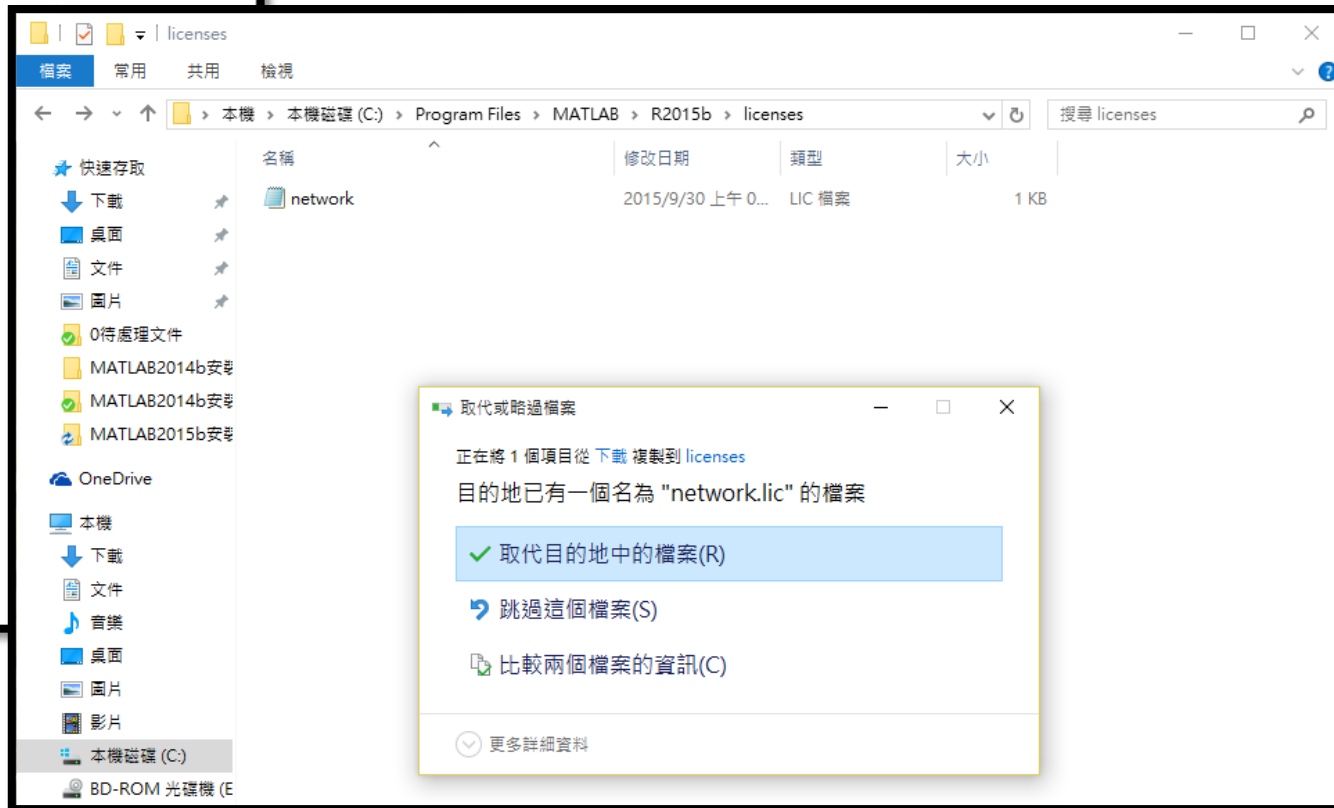 licenses
檔案 常用 共用 檢視
本機 本機磁碟 (C:) Program Files MATLAB R2015b licenses 搜尋 licenses
名稱 修改日期 類型 大小
network 2015/9/30 上午 0... LIC 檔案 1 KB
快速存取
下載
桌面
文件
圖片
0待處理文件
MATLAB2014b安裝
MATLAB2014b安裝
MATLAB2015b安裝
OneDrive
本機
下載
文件
音樂
桌面
圖片
影片
本機磁碟 (C:)
BD-ROM 光碟機 (E
取代或略過檔案
正在將 1 個項目從 下載 複製到 licenses
目的地已有一個名為 "network.lic" 的檔案
取代目的地中的檔案(R)
跳過這個檔案(S)
比較兩個檔案的資訊(C)
更多詳細資料